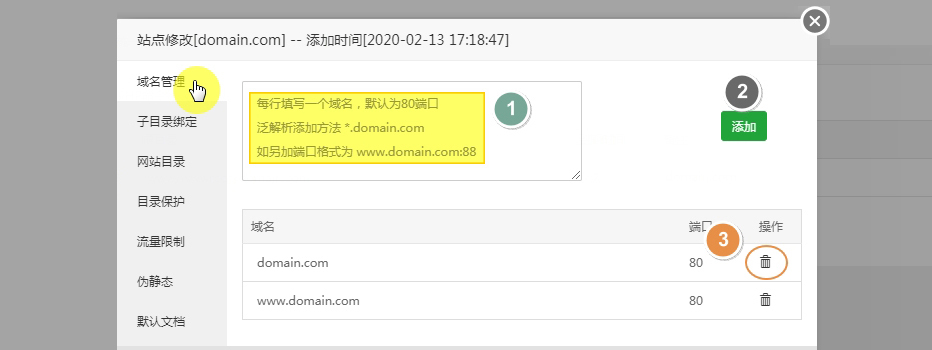 站点修改[domain.com] -- 添加时间[2020-02-13 17:18:47]
域名管理
子目录绑定
网站目录
目录保护
流量限制
伪静态
默认文档
每行填写一个域名，默认为80端口
泛解析添加方法 *.domain.com
如另加端口格式为 www.domain.com:88
1
2
添加
域名 端口 操作
3
domain.com 80
www.domain.com 80